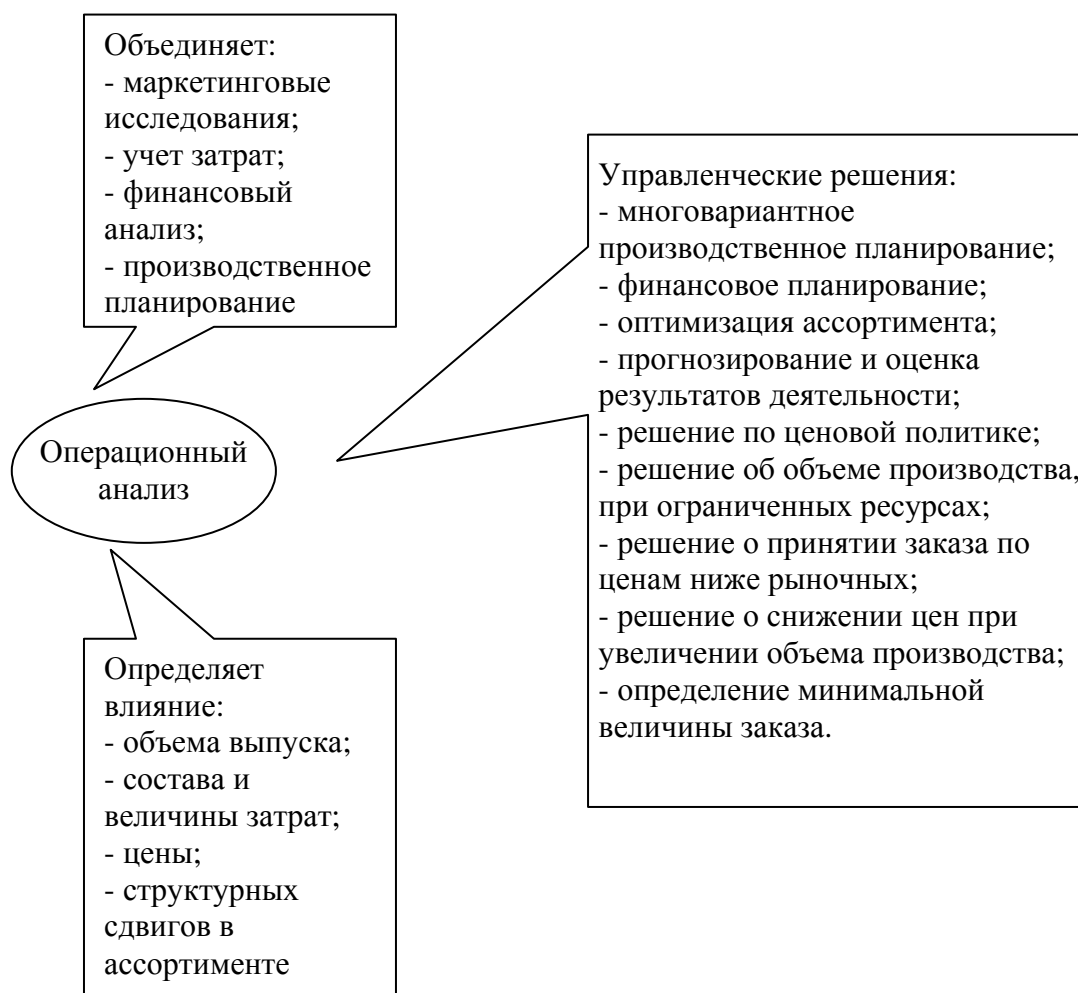 Объединяет:
- маркетинговые
исследования;
- учет затрат;
- финансовый
анализ;
- производственное
планирование
Операционный
анализ
Определяет
влияние:
- объема выпуска;
- состава и
величины затрат;
- цены;
- структурных
сдвигов в
ассортименте
Управленческие решения:
- многовариантное
производственное планирование;
- финансовое планирование;
- оптимизация ассортимента;
- прогнозирование и оценка
результатов деятельности;
- решение по ценовой политике;
- решение об объеме производства,
при ограниченных ресурсах;
- решение о принятии заказа по
ценам ниже рыночных;
- решение о снижении цен при
увеличении объема производства;
- определение минимальной
величины заказа.